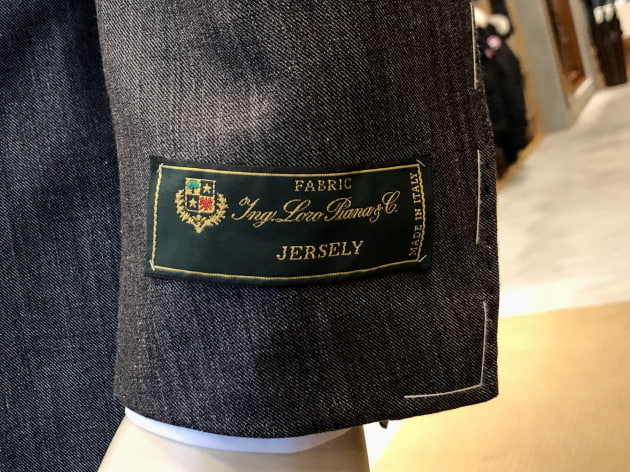 FABRIC
Ing. Loro Piana & C.
JERSELY
MADE IN ITALY